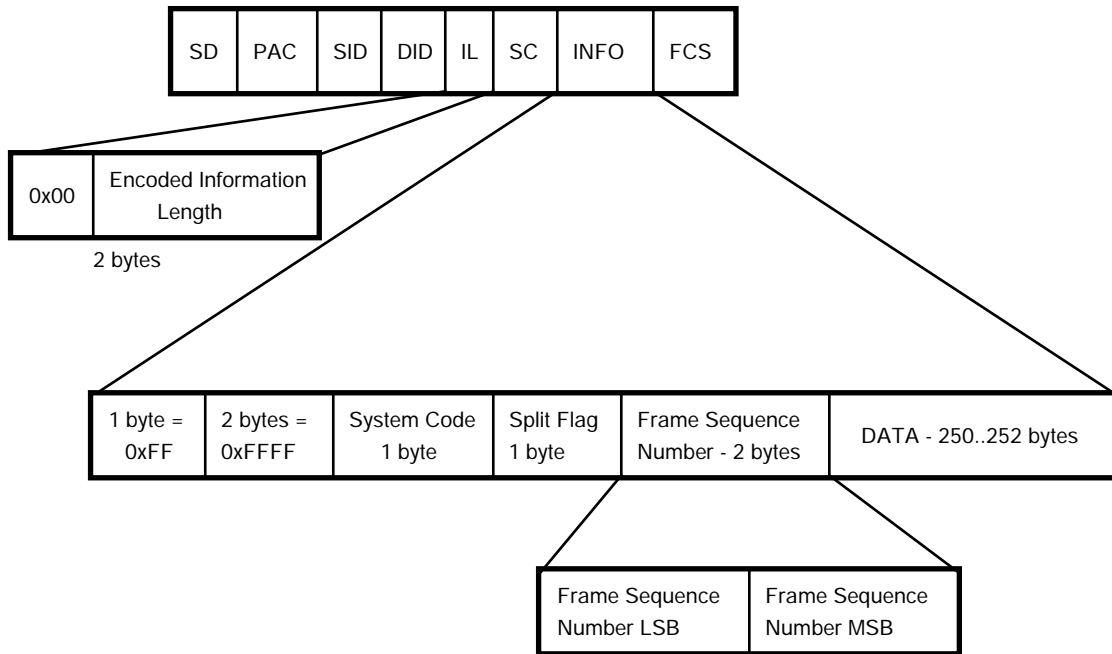 SD PAC SID DID IL SC INFO FCS
0x00
Encoded Information
Length
2 bytes
1 byte =
0xFF
2 bytes =
0xFFFF
System Code
1 byte
Split Flag
1 byte
Frame Sequence
Number - 2 bytes
DATA - 250..252 bytes
Frame Sequence
Number LSB
Frame Sequence
Number MSB